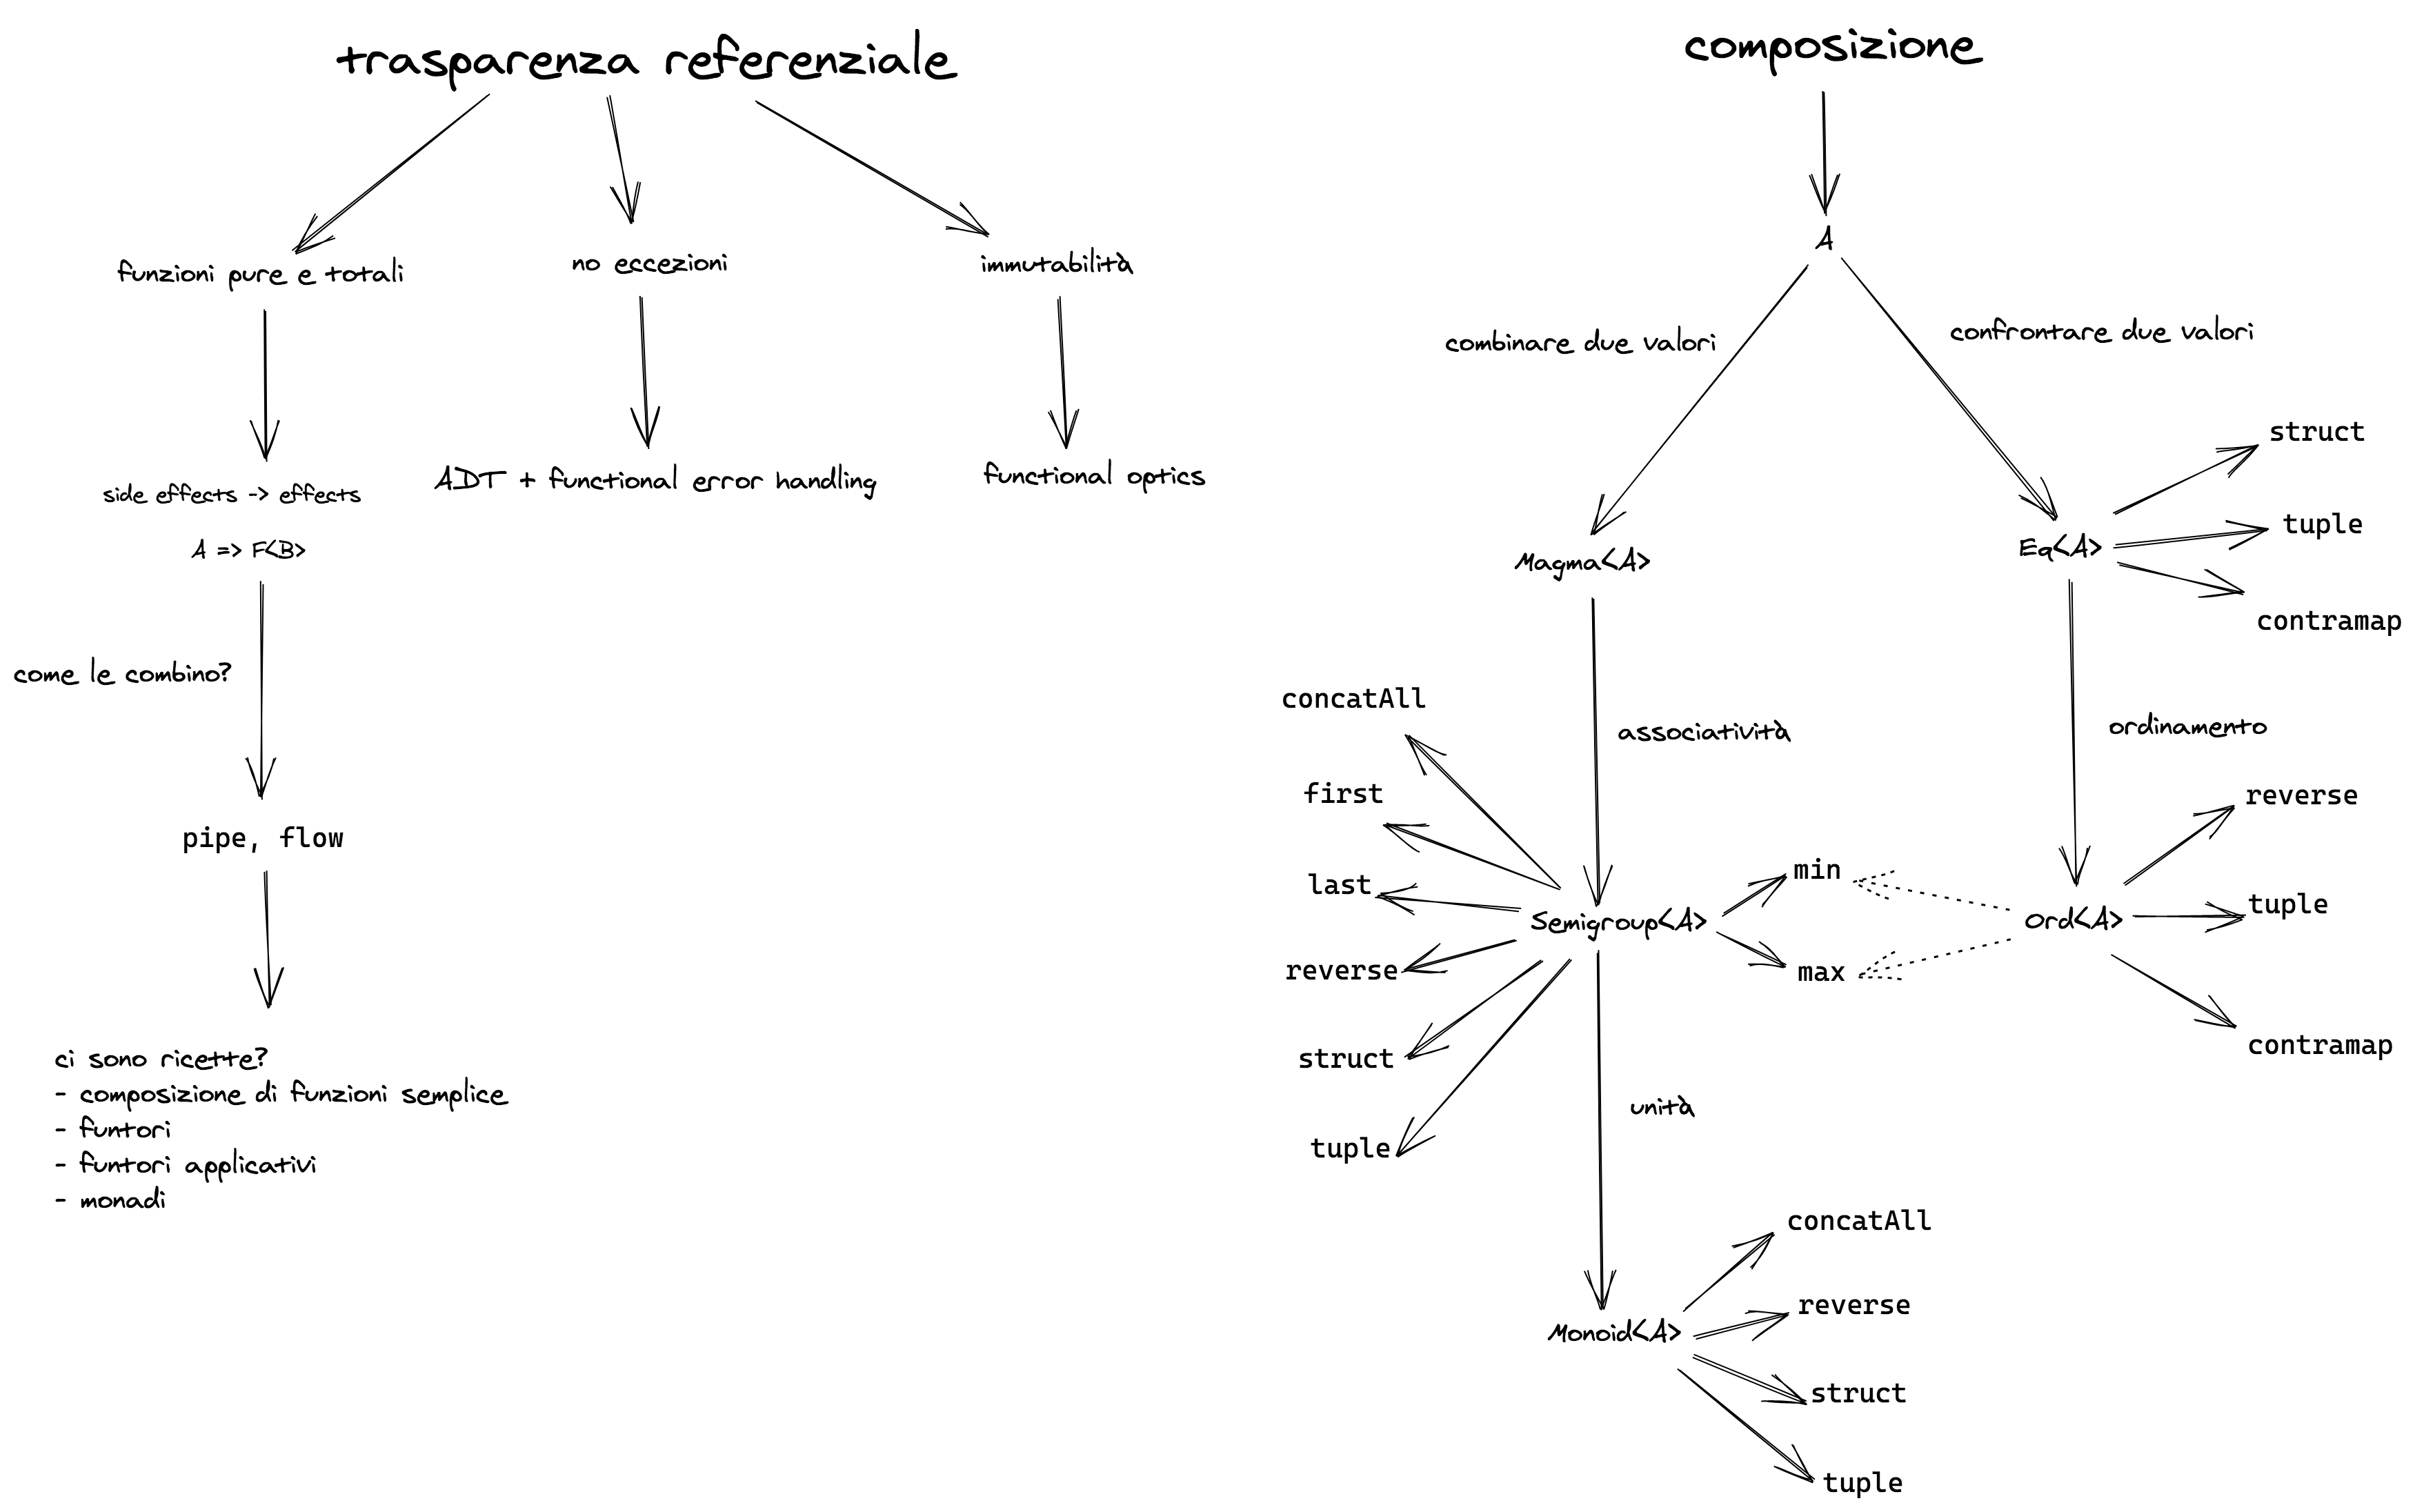 trasparenza referenziale
funzioni pure e totali
no eccezioni
immutabilità
side effects -> effects
A => F<B>
ADT + functional error handling
functional optics
come le combino?
pipe, flow
ci sono ricette?
- composizione di funzioni semplice
- funtori
- funtori applicativi
- monadi
composizione
A
combinare due valori
confrontare due valori
Magma<A>
Eq<A>
struct
tuple
contramap
associatività
ordinamento
concatAll
first
last
reverse
struct
tuple
Semigroup<A>
min
max
Ord<A>
reverse
tuple
contramap
unità
Monoid<A>
concatAll
reverse
struct
tuple